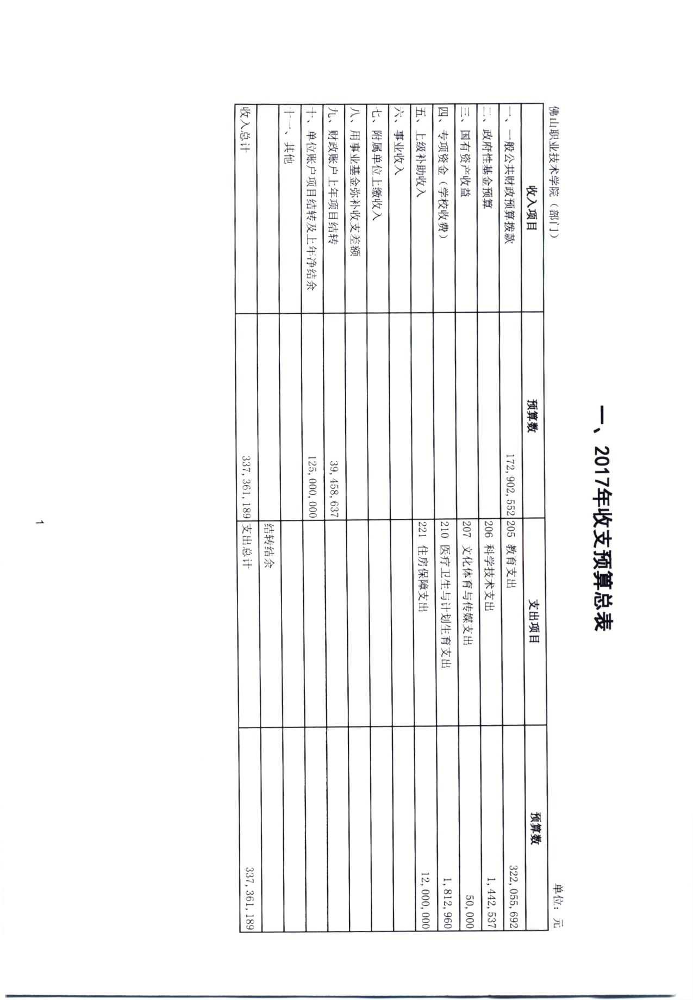 一、2017年收支预算总表
佛山职业技术学院（部门） 单位：元
收入项目 预算数 支出项目 预算数
一、一般公共财政预算拨款 172,902,552 205 教育支出 322,055,692
二、政府性基金预算 206 科学技术支出 1,442,537
三、国有资产收益 207 文化体育与传媒支出 50,000
四、专项资金（学校收费） 210 医疗卫生与计划生育支出 1,812,960
五、上级补助收入 221 住房保障支出 12,000,000
六、事业收入
七、附属单位上缴收入
八、用事业基金弥补收支差额
九、财政账户上年项目结转 39,458,637
十、单位账户项目结转及上年净结余 125,000,000
十一、其他
结转结余
收入总计 337,361,189 支出总计 337,361,189
1